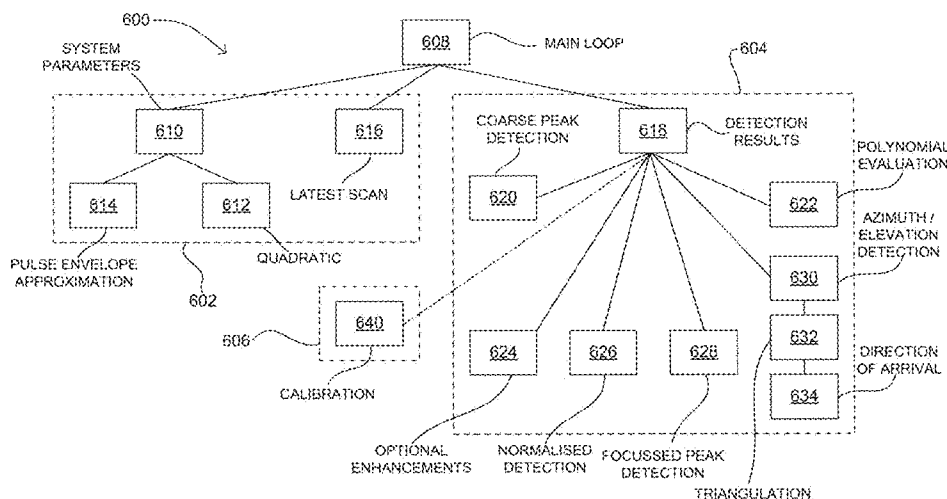 600
608
MAIN LOOP
604
SYSTEM
PARAMETERS
610
616
COARSE PEAK
DETECTION
618
DETECTION
RESULTS
POLYNOMIAL
EVALUATION
LATEST SCAN
614
612
620
622
AZIMUTH /
ELEVATION
DETECTION
PULSE ENVELOPE
APPROXIMATION
QUADRATIC
602
630
606
640
624
626
628
632
DIRECTION
OF ARRIVAL
CALIBRATION
634
OPTIONAL
ENHANCEMENTS
NORMALISED
DETECTION
FOCUSSED PEAK
DETECTION
TRIANGULATION